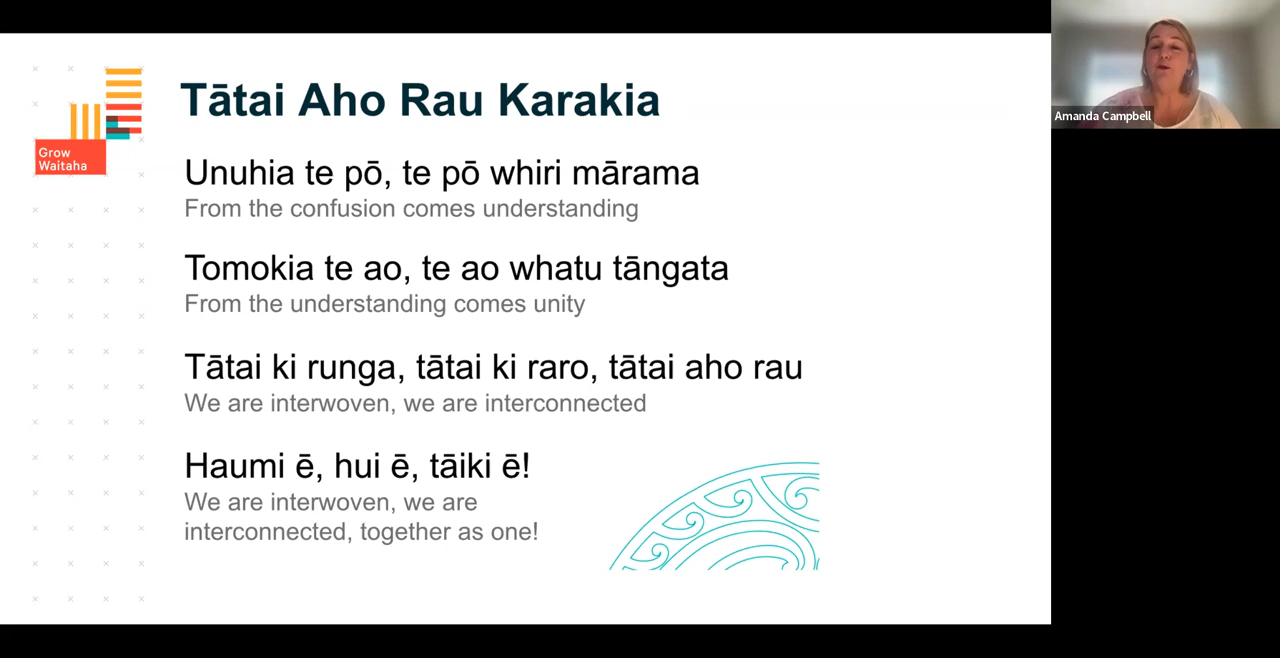 Tātai Aho Rau Karakia
Grow
Waitaha
Unuhia te pō, te pō whiri mārama
From the confusion comes understanding
Tomokia te ao, te ao whatu tāngata
From the understanding comes unity
Tātai ki runga, tātai ki raro, tātai aho rau
We are interwoven, we are interconnected
Haumi ē, hui ē, tāiki ē!
We are interwoven, we are
interconnected, together as one!
Amanda Campbell